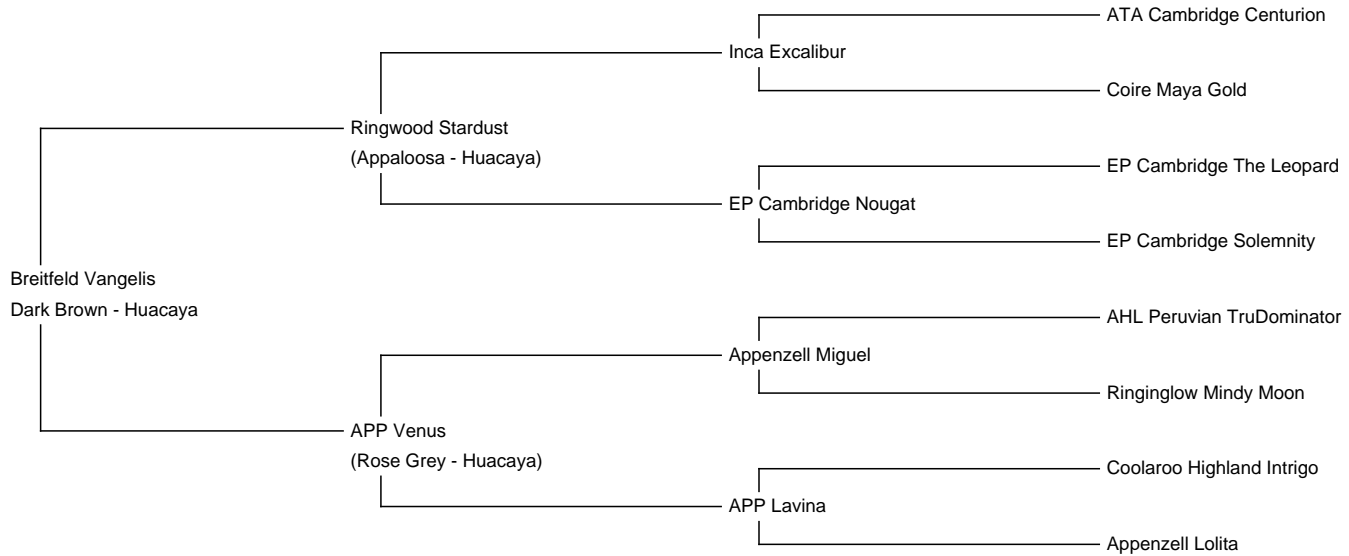 ATA Cambridge Centurion
Inca Excalibur
Coire Maya Gold
Ringwood Stardust
(Appaloosa - Huacaya)
EP Cambridge The Leopard
EP Cambridge Nougat
EP Cambridge Solemnity
Breitfeld Vangelis
Dark Brown - Huacaya
AHL Peruvian TruDominator
Appenzell Miguel
Ringinglow Mindy Moon
APP Venus
(Rose Grey - Huacaya)
Coolaroo Highland Intrigo
APP Lavina
Appenzell Lolita